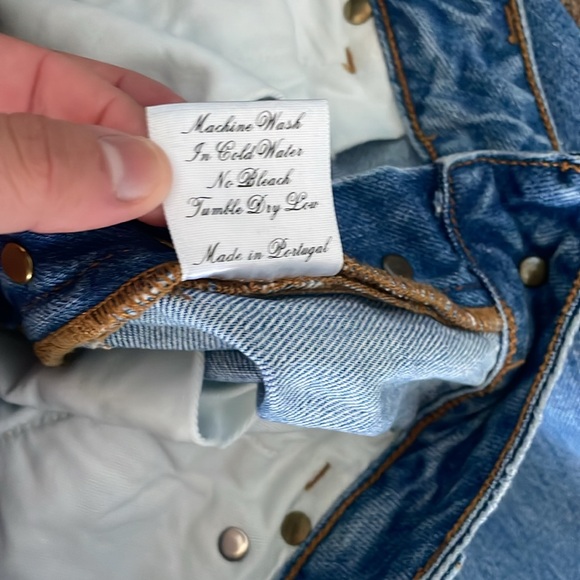 Machine Wash
In Cold Water
No Bleach
Tumble Dry Low
Made in Portugal